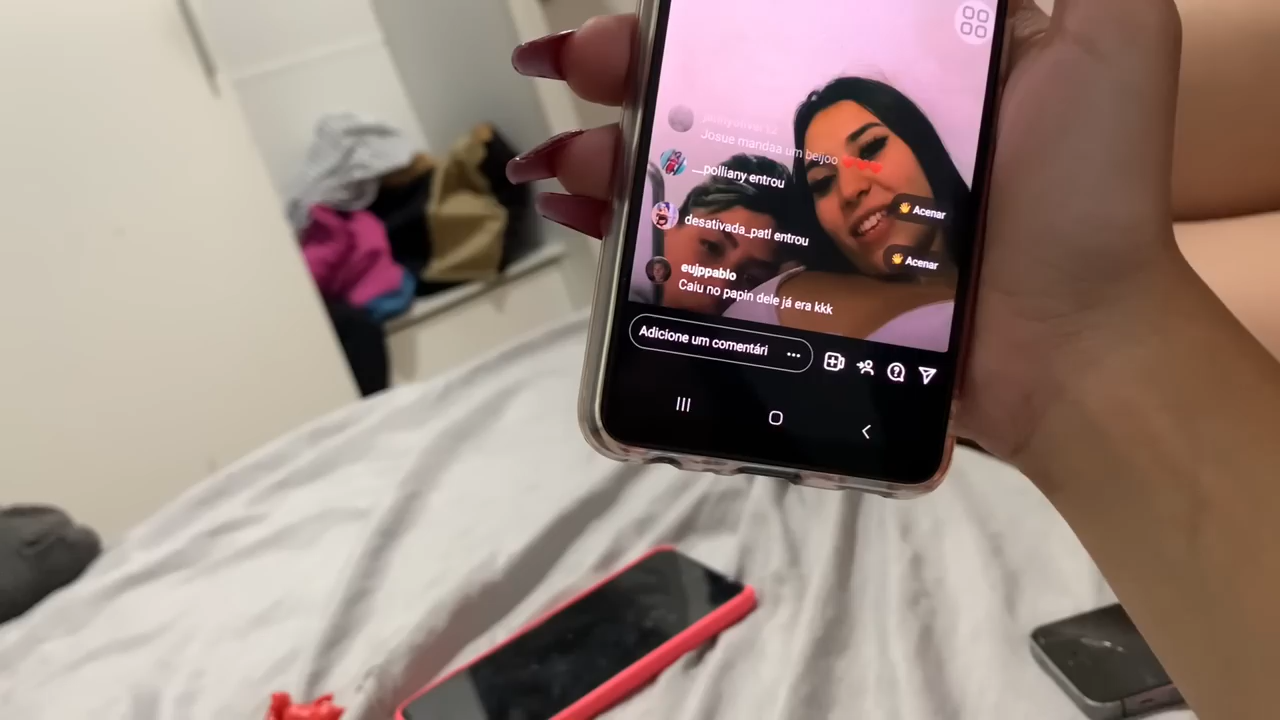 Josue mandaa um beijoo
__polliany entrou
Acenar
desativada_patl entrou
Acenar
eujppablo
Caiu no papin dele já era kkk
Adicione um comentári